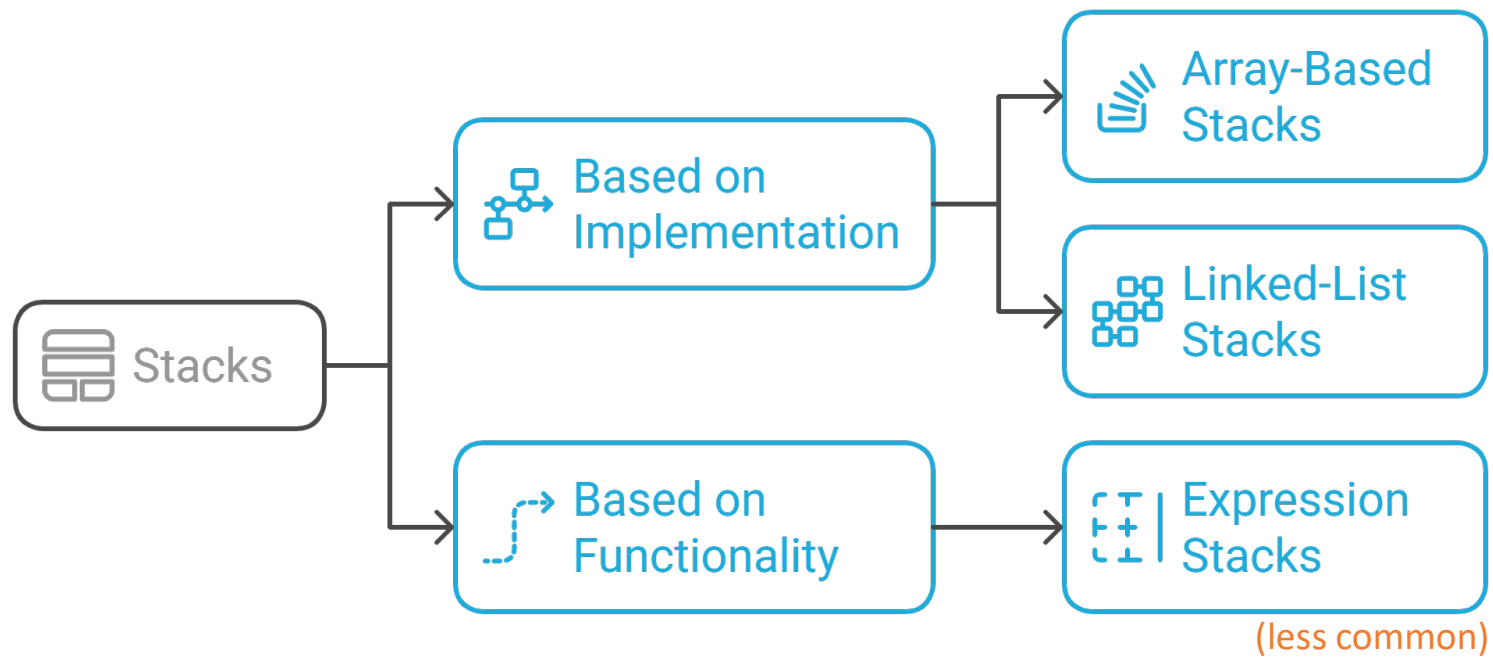 Stacks
Based on
Implementation
Array-Based
Stacks
Linked-List
Stacks
Based on
Functionality
Expression
Stacks
(less common)